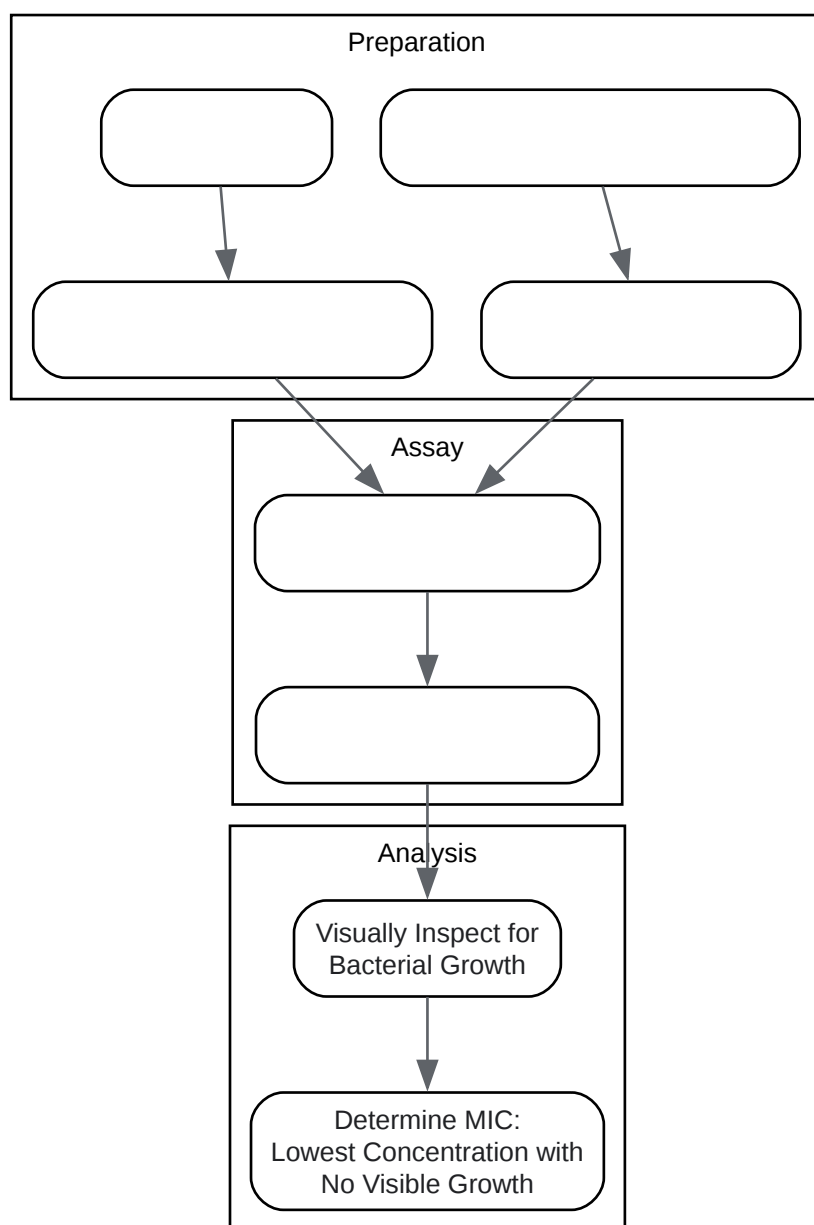 Preparation
Assay
Analysis
Visually Inspect for
Bacterial Growth
Determine MIC:
Lowest Concentration with
No Visible Growth